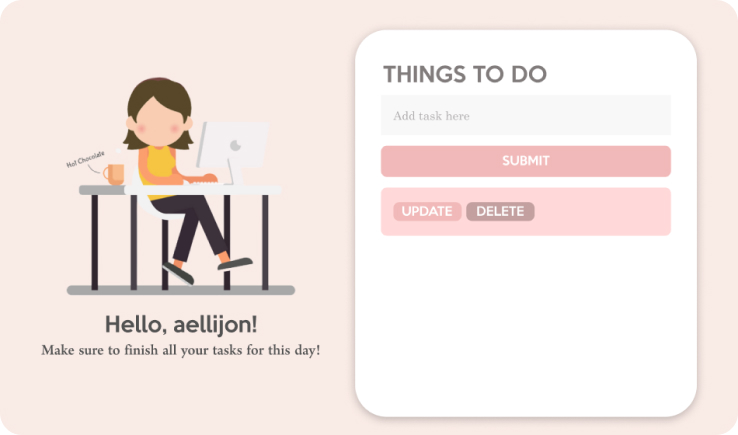 Hot Chocolate
Hello, aellijon!
Make sure to finish all your tasks for this day!
THINGS TO DO
Add task here
SUBMIT
UPDATE DELETE